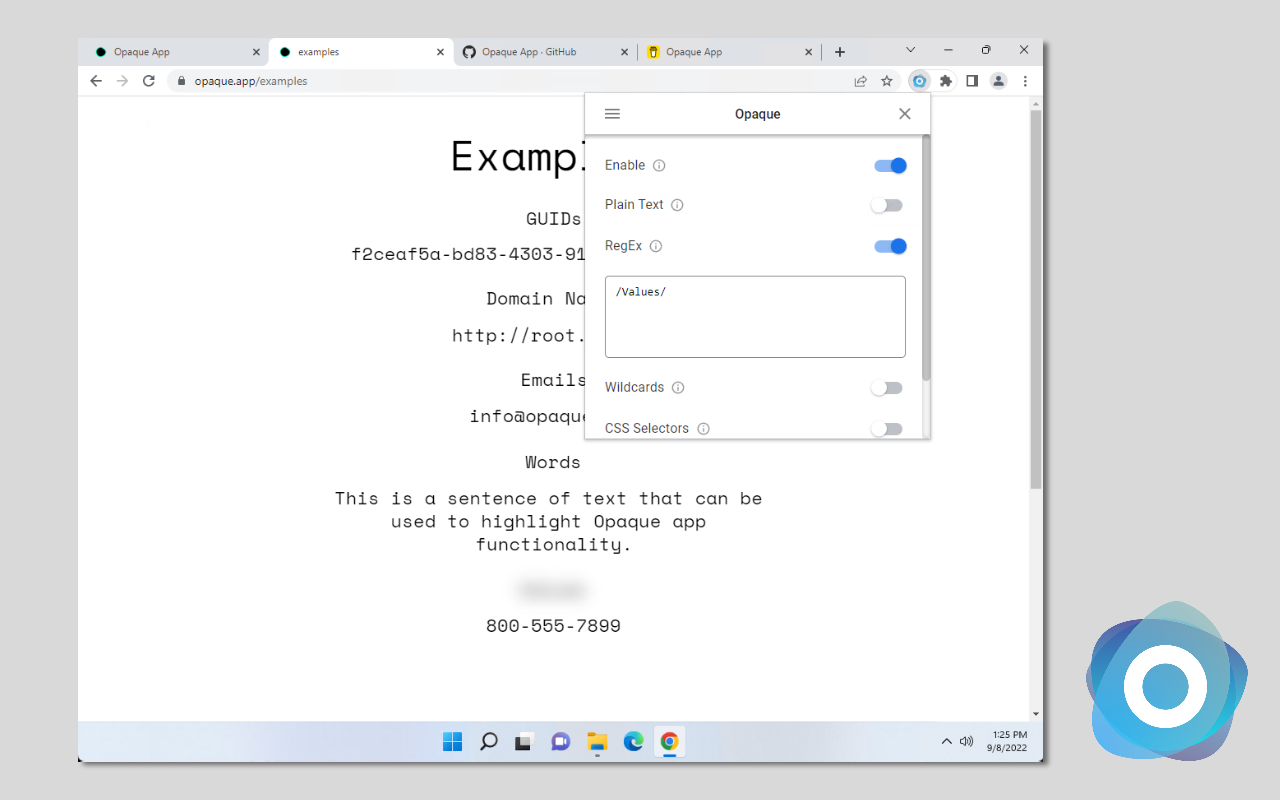 Opaque App
examples
Opaque App · GitHub
Opaque App
opaque.app/examples
Opaque
Enable
Plain Text
RegEx
/Values/
Wildcards
CSS Selectors
Exampl
GUIDs
f2ceaf5a-bd83-4303-91
Domain Na
http://root.
Emails
info@opaque
Words
This is a sentence of text that can be
used to highlight Opaque app
functionality.
800-555-7899
1:25 PM
9/8/2022